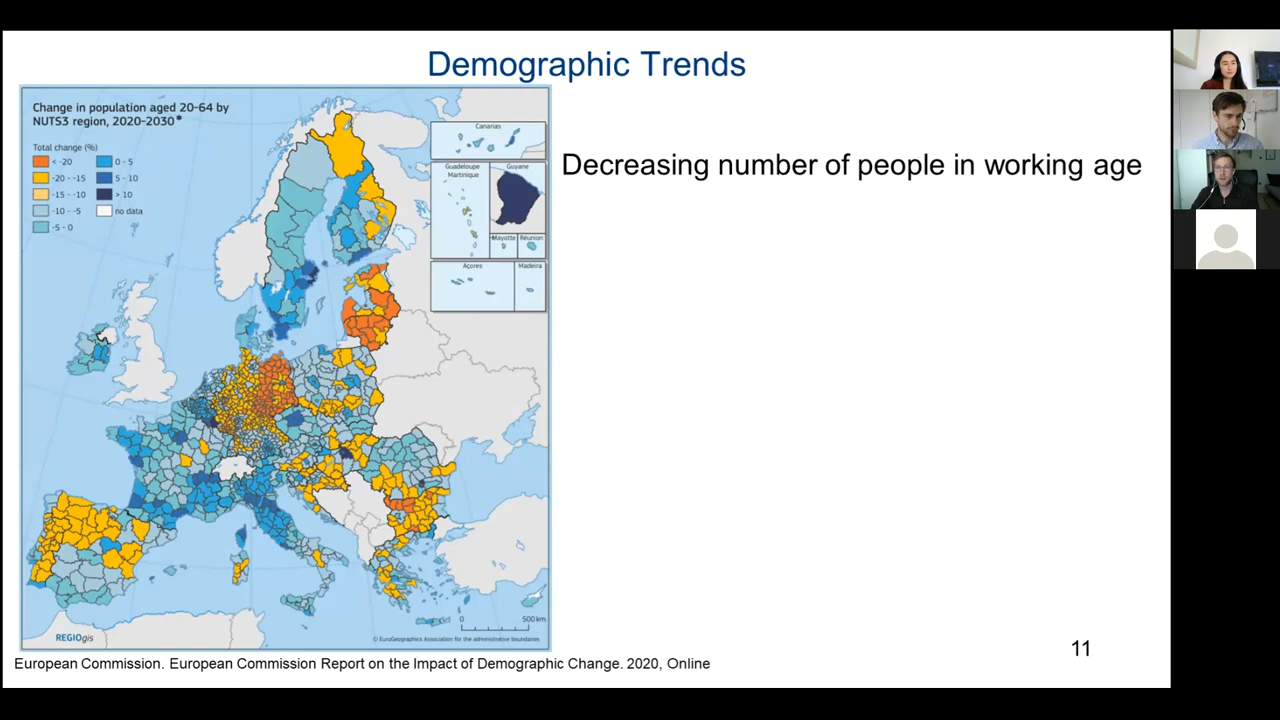 Demographic Trends
Change in population aged 20-64 by
NUTS3 region, 2020-2030*
Total change (%)
< -20
-20 - -15
-15 - -10
-10 - -5
-5 - 0
0 - 5
5 - 10
> 10
no data
Canarias
Guadeloupe
Martinique
Guyane
Mayotte
Réunion
Açores
Madeira
Decreasing number of people in working age
0
500 km
REGIOgis
© EuroGeographics Association for the administrative boundaries
European Commission. European Commission Report on the Impact of Demographic Change. 2020, Online
11